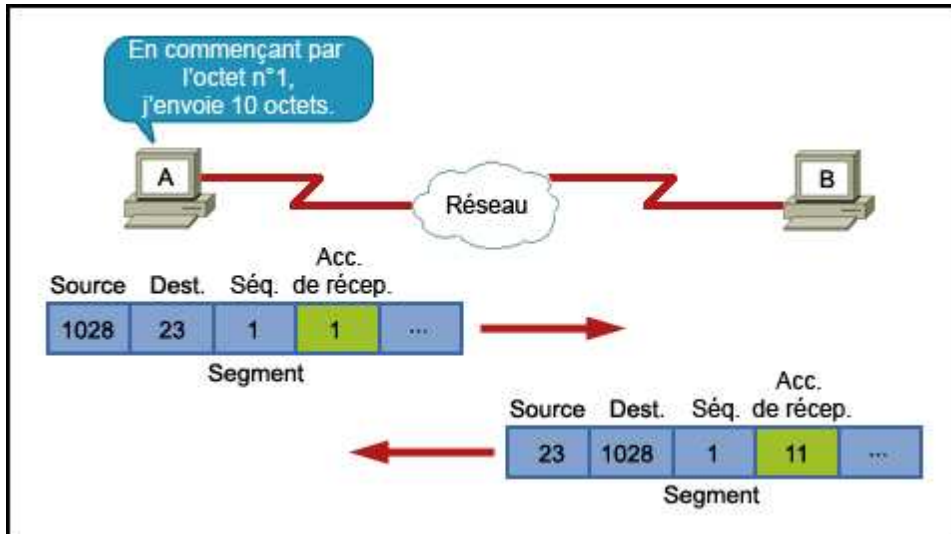 En commençant par
l'octet n°1,
j'envoie 10 octets.
A
Réseau
B
Source Dest. Séq. Acc.
de récep.
1028 23 1 1 ...
Segment
Source Dest. Séq. Acc.
de récep.
23 1028 1 11 ...
Segment